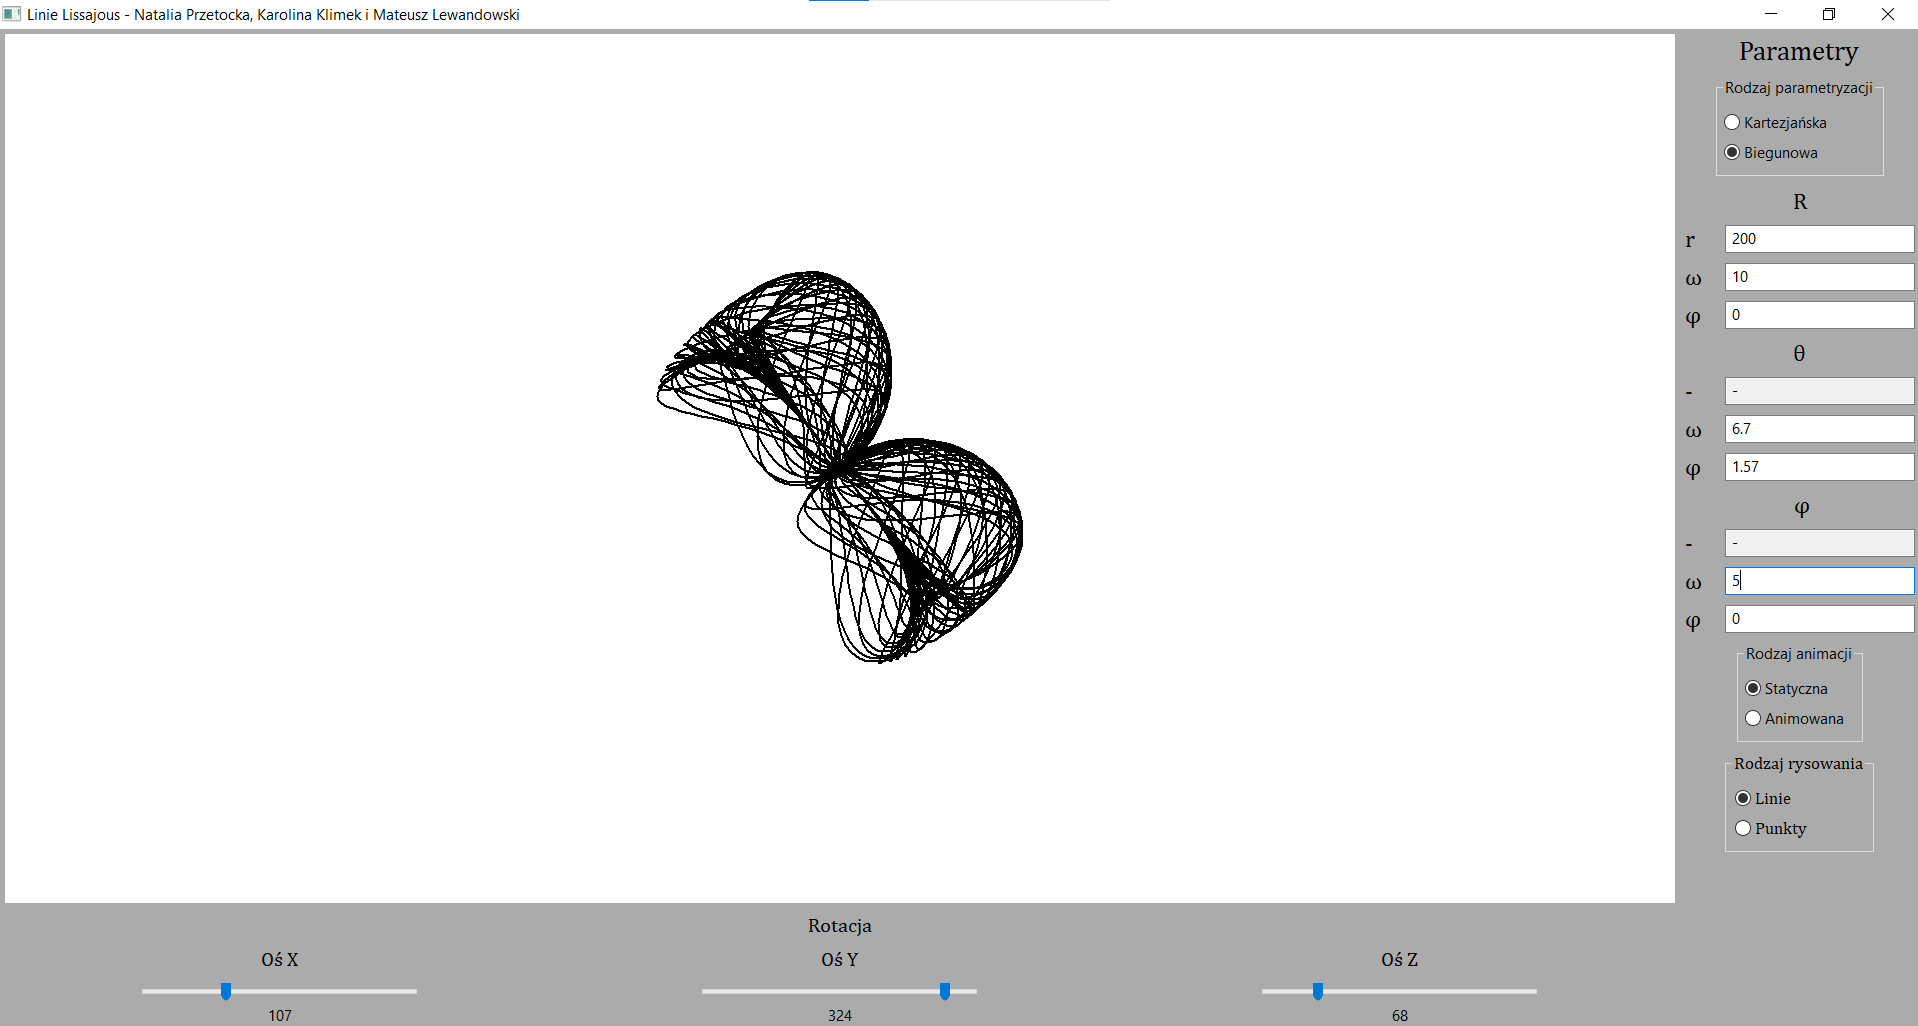 Linie Lissajous - Natalia Przetocka, Karolina Klimek i Mateusz Lewandowski
Parametry
Rodzaj parametryzacji
Kartezjańska
Biegunowa
R
r 200
ω 10
φ 0
θ
- -
ω 6.7
φ 1.57
φ
- -
ω 5
φ 0
Rodzaj animacji
Statyczna
Animowana
Rodzaj rysowania
Linie
Punkty
Rotacja
Oś X Oś Y Oś Z
107 324 68